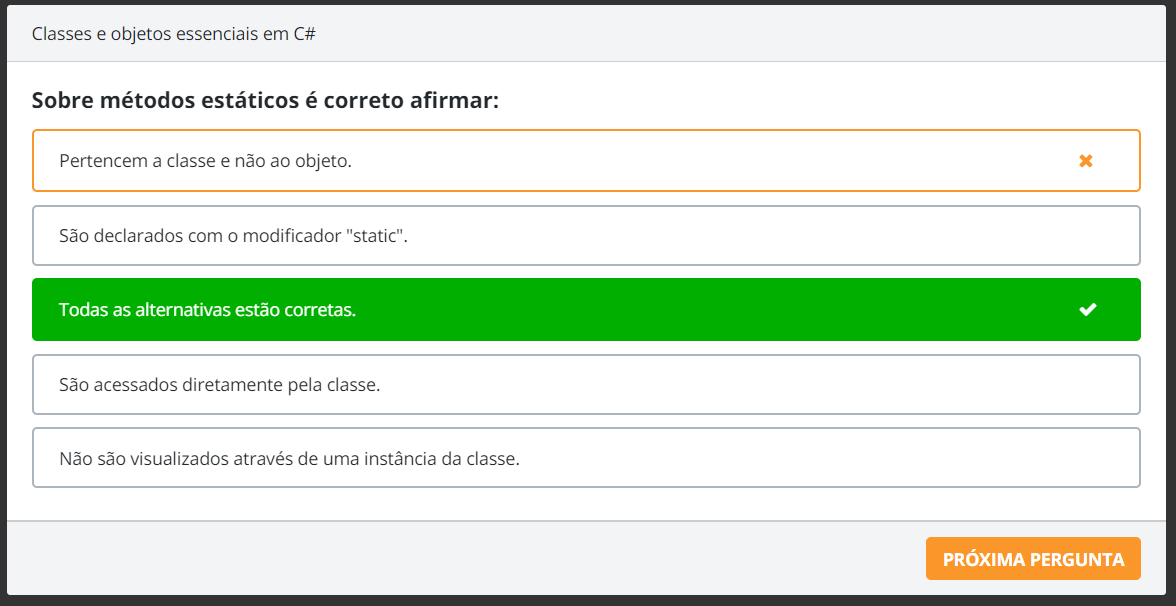 Classes e objetos essenciais em C#
Sobre métodos estáticos é correto afirmar:
Pertencem a classe e não ao objeto.
São declarados com o modificador "static".
Todas as alternativas estão corretas.
São acessados diretamente pela classe.
Não são visualizados através de uma instância da classe.
PRÓXIMA PERGUNTA